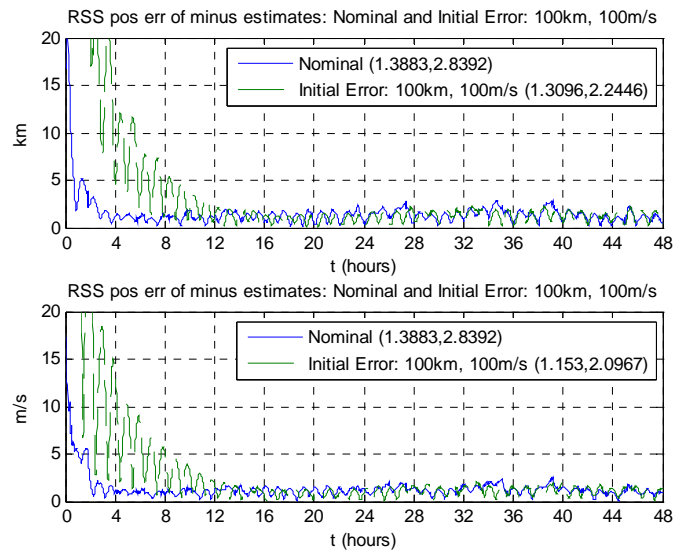 RSS pos err of minus estimates: Nominal and Initial Error: 100km, 100m/s
20
15
10
5
0
km
Nominal (1.3883,2.8392)
Initial Error: 100km, 100m/s (1.3096,2.2446)
0 4 8 12 16 20 24 28 32 36 40 44 48
t (hours)
RSS pos err of minus estimates: Nominal and Initial Error: 100km, 100m/s
20
15
10
5
0
m/s
Nominal (1.3883,2.8392)
Initial Error: 100km, 100m/s (1.153,2.0967)
0 4 8 12 16 20 24 28 32 36 40 44 48
t (hours)